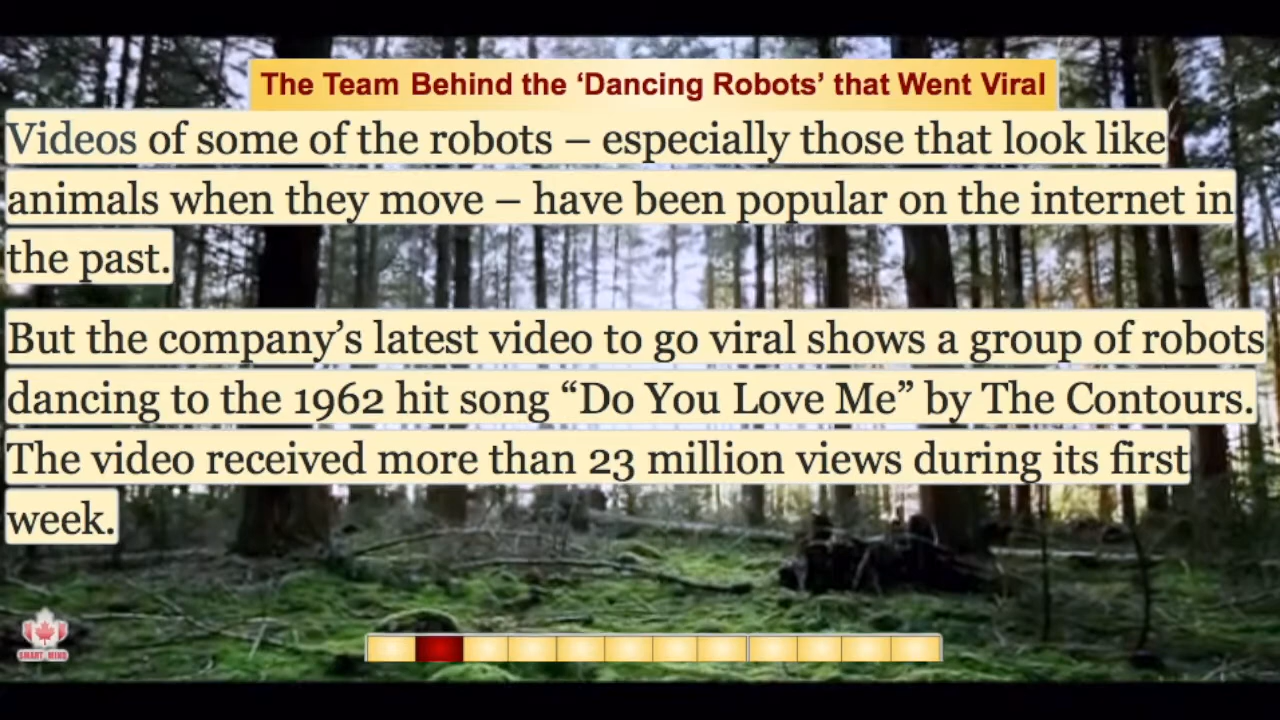 The Team Behind the ‘Dancing Robots’ that Went Viral
Videos of some of the robots – especially those that look like
animals when they move – have been popular on the internet in
the past.
But the company’s latest video to go viral shows a group of robots
dancing to the 1962 hit song “Do You Love Me” by The Contours.
The video received more than 23 million views during its first
week.
SMART MIND